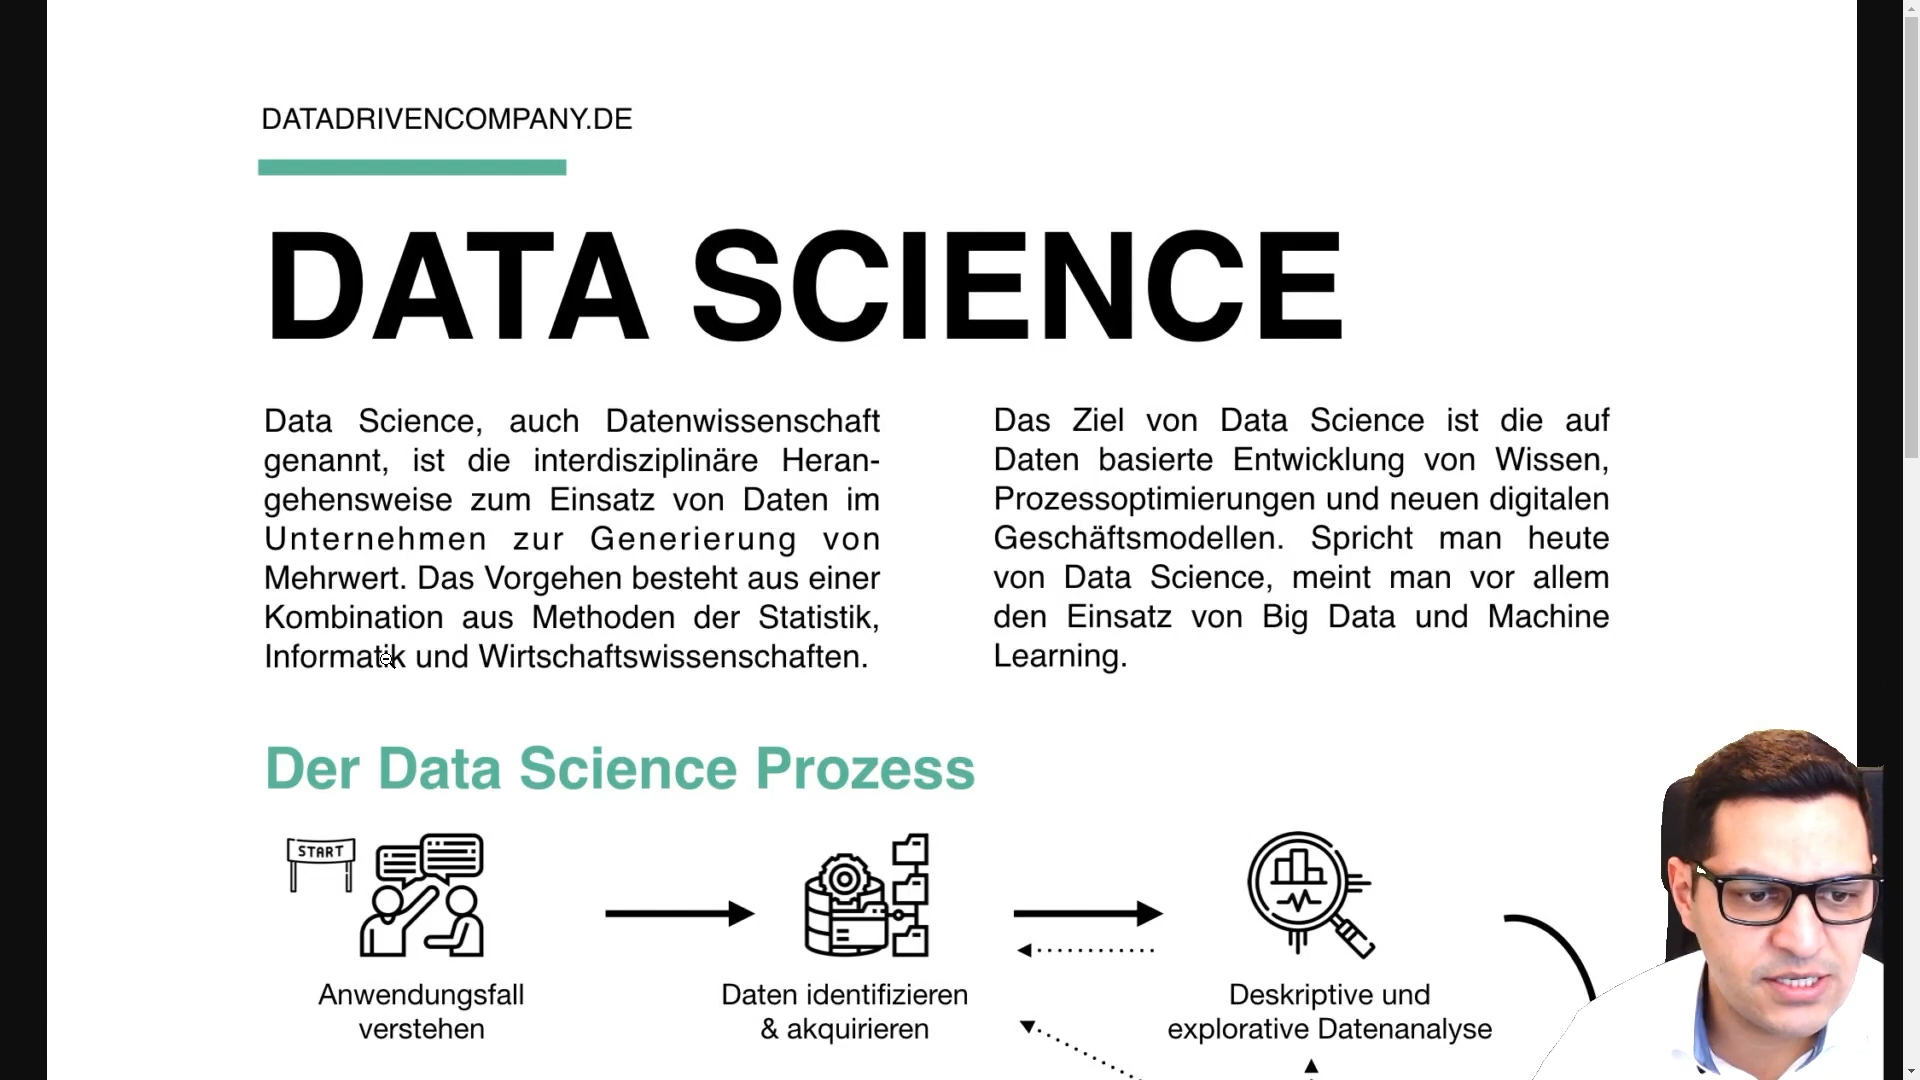 DATADRIVENCOMPANY.DE
DATA SCIENCE
Data Science, auch Datenwissenschaft
genannt, ist die interdisziplinäre Heran-
gehensweise zum Einsatz von Daten im
Unternehmen zur Generierung von
Mehrwert. Das Vorgehen besteht aus einer
Kombination aus Methoden der Statistik,
Informatik und Wirtschaftswissenschaften.
Das Ziel von Data Science ist die auf
Daten basierte Entwicklung von Wissen,
Prozessoptimierungen und neuen digitalen
Geschäftsmodellen. Spricht man heute
von Data Science, meint man vor allem
den Einsatz von Big Data und Machine
Learning.
Der Data Science Prozess
START
Anwendungsfall
verstehen
Daten identifizieren
& akquirieren
Deskriptive und
explorative Datenanalyse